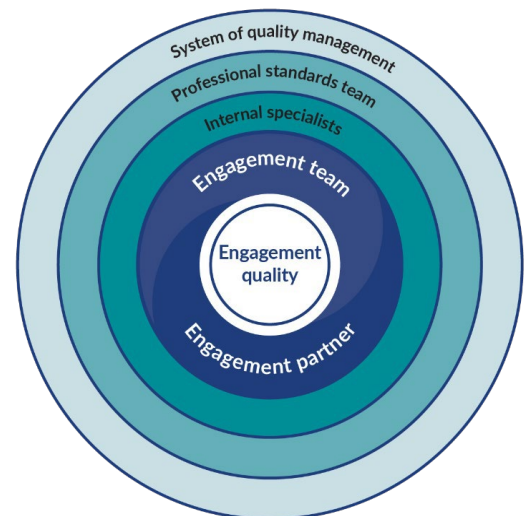 System of quality management
Professional standards team
Internal specialists
Engagement team
Engagement
quality
Engagement partner